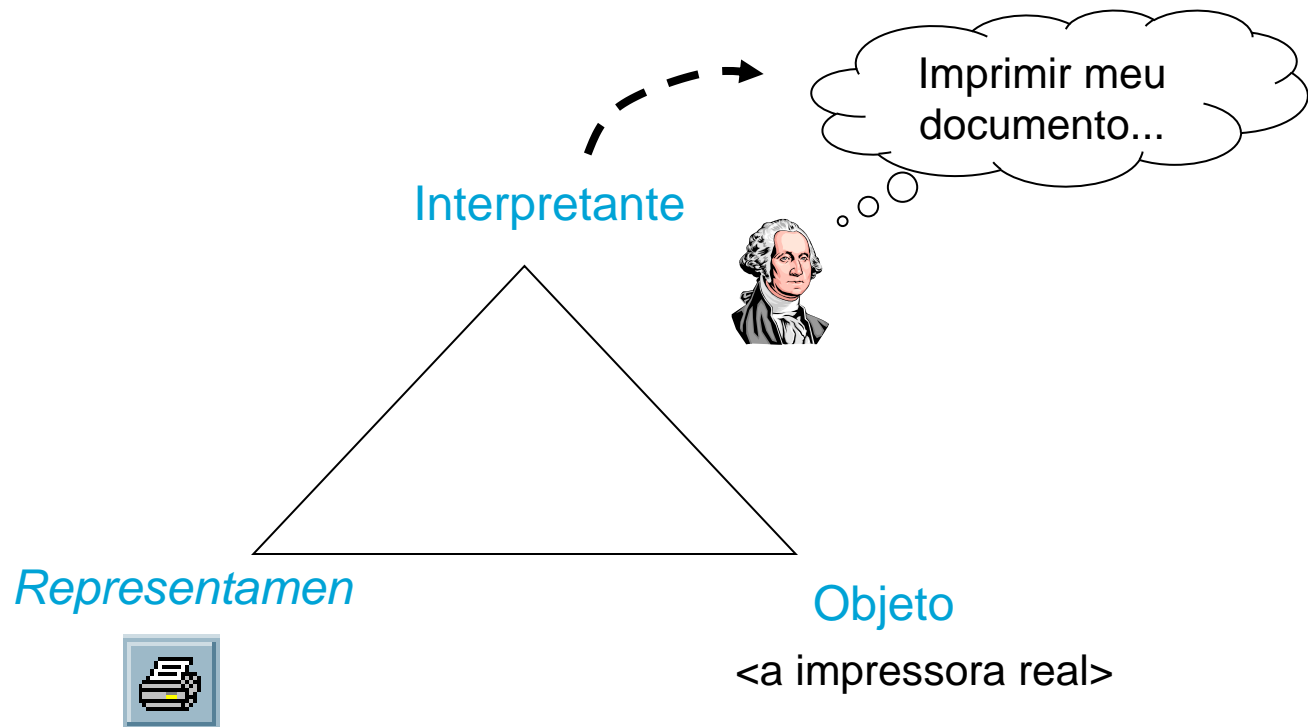 Imprimir meu
documento...
Interpretante
Representamen
Objeto
<a impressora real>